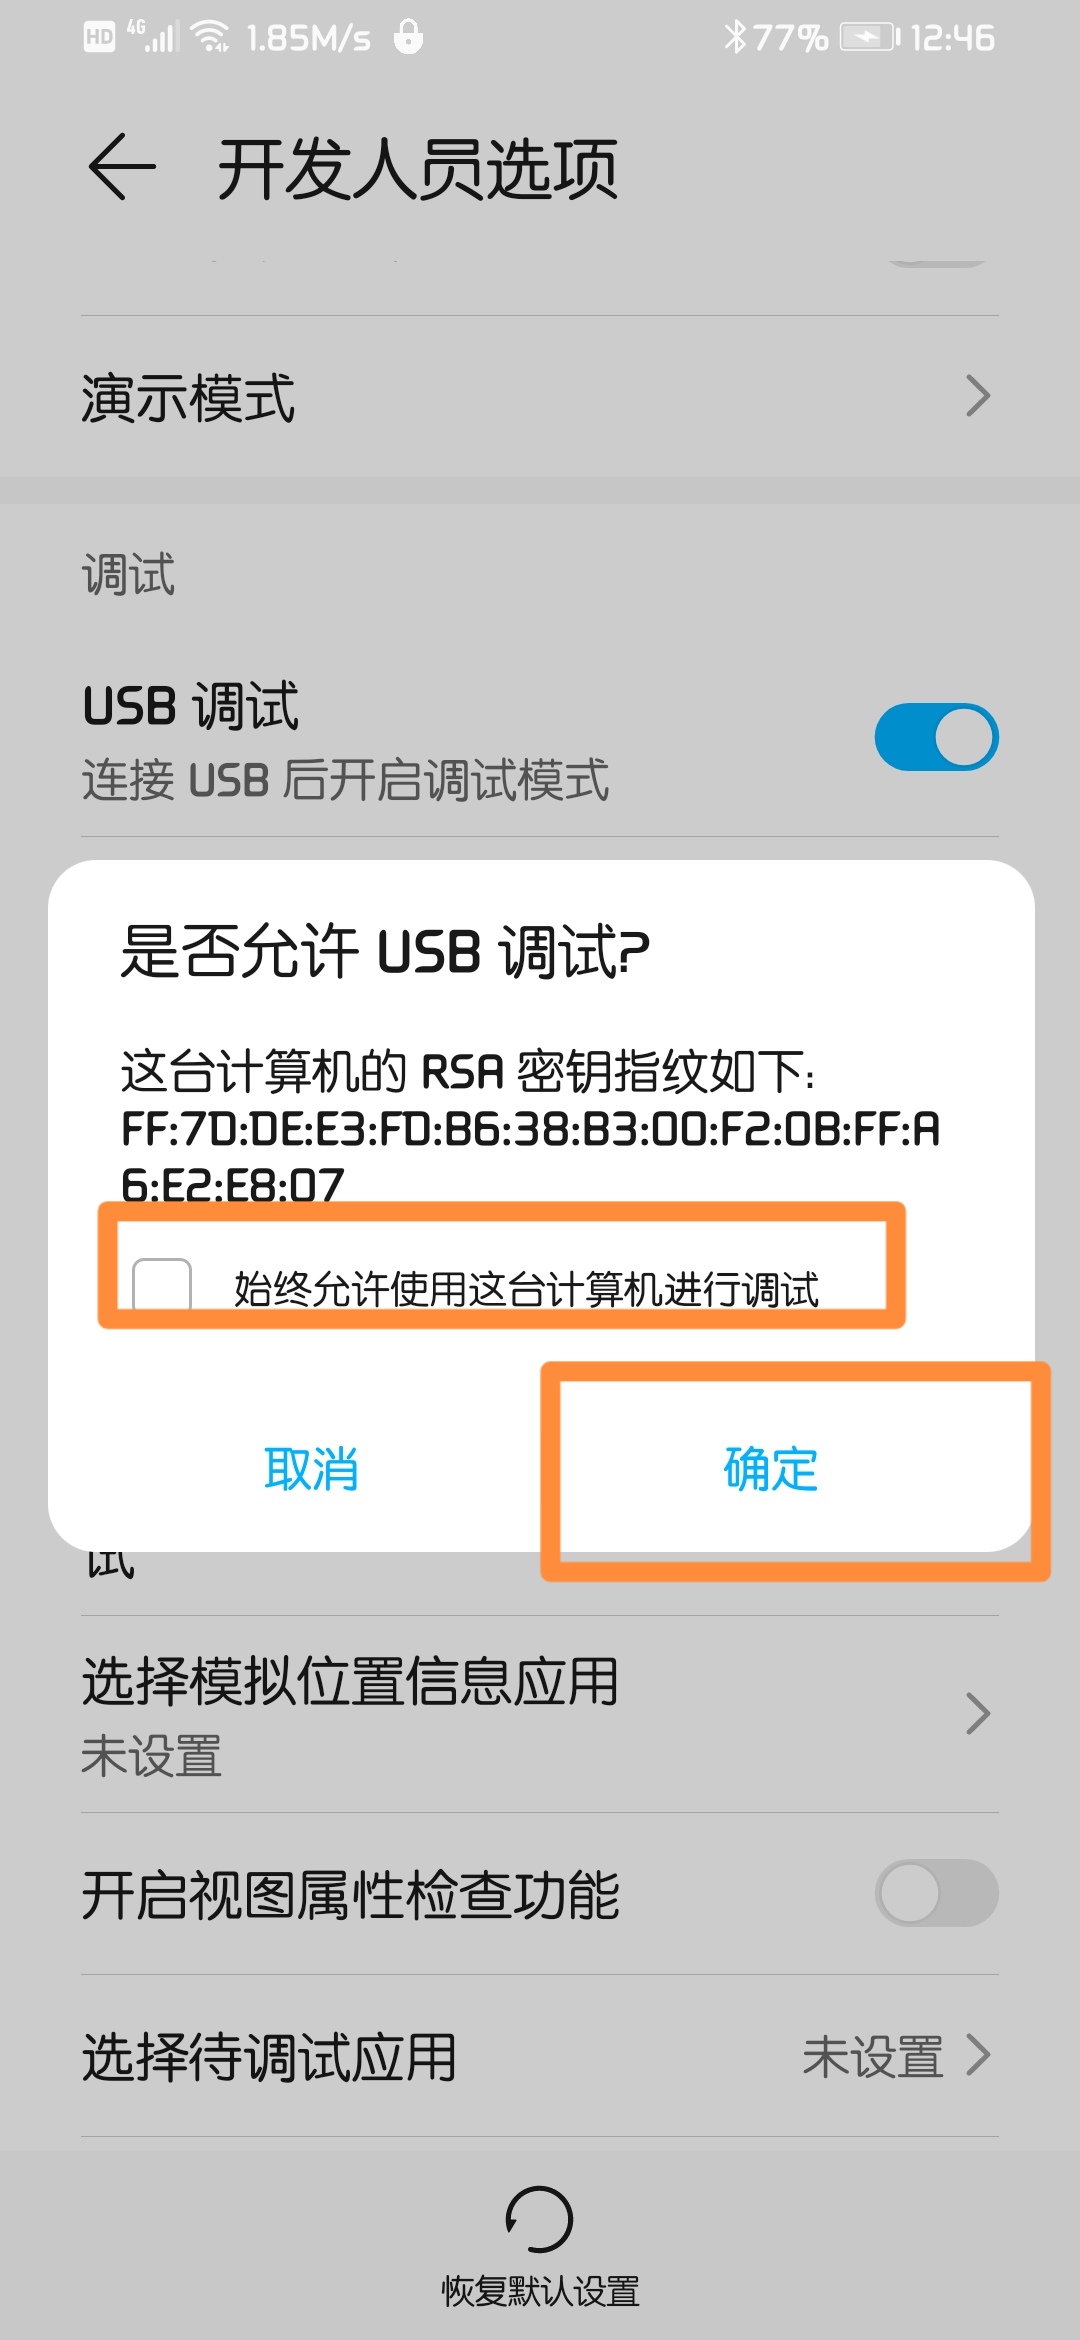 HD 4G 1.85M/s 77% 12:46
开发人员选项
演示模式
调试
USB 调试
连接 USB 后开启调试模式
是否允许 USB 调试?
这台计算机的 RSA 密钥指纹如下:
FF:7D:DE:E3:FD:B6:38:B3:00:F2:0B:FF:A
6:E2:E8:07
始终允许使用这台计算机进行调试
取消 确定
试
选择模拟位置信息应用
未设置
开启视图属性检查功能
选择待调试应用 未设置
恢复默认设置